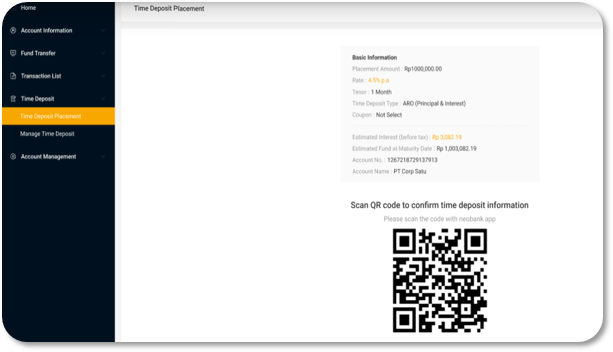 Home
Time Deposit Placement
Account Information
Fund Transfer
Transaction List
Time Deposit
Time Deposit Placement
Manage Time Deposit
Account Management
Basic Information
Placement Amount : Rp1000,000.00
Rate : 4.5% p.a
Tenor : 1 Month
Time Deposit Type : ARO (Principal & Interest)
Coupon : Not Select
Estimated Interest (before tax) : Rp 3,082.19
Estimated Fund at Maturity Date : Rp 1,003,082.19
Account No. : 1267218729137913
Account Name : PT Corp Satu
Scan QR code to confirm time deposit information
Please scan the code with neobank app